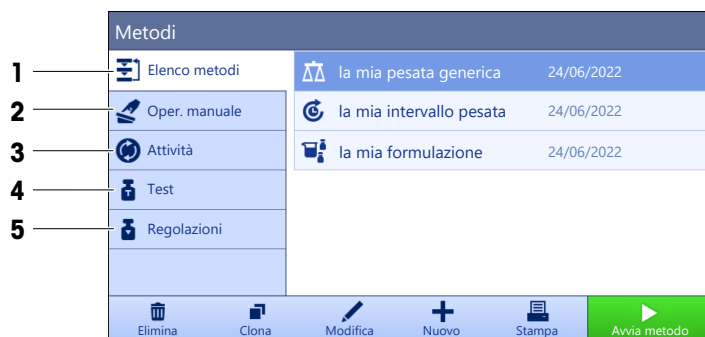 Metodi
1 Elenco metodi
2 Oper. manuale
3 Attività
4 Test
5 Regolazioni
la mia pesata generica 24/06/2022
la mia intervallo pesata 24/06/2022
la mia formulazione 24/06/2022
Elimina Clona Modifica Nuovo Stampa Avvia metodo